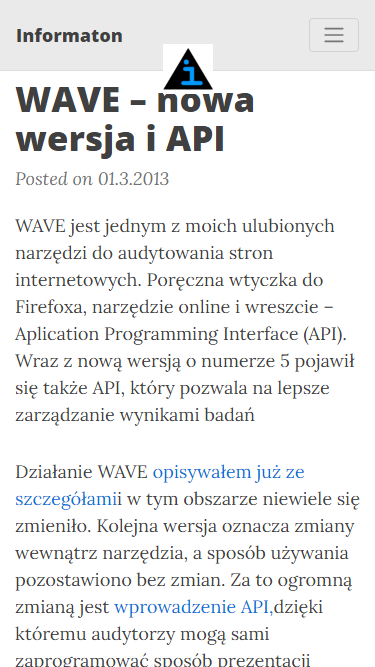 Informaton
WAVE – nowa
wersja i API
Posted on 01.3.2013
WAVE jest jednym z moich ulubionych
narzędzi do audytowania stron
internetowych. Poręczna wtyczka do
Firefoxa, narzędzie online i wreszcie –
Aplication Programming Interface (API).
Wraz z nową wersją o numerze 5 pojawił
się także API, który pozwala na lepsze
zarządzanie wynikami badań
Działanie WAVE opisywałem już ze
szczegółamii w tym obszarze niewiele się
zmieniło. Kolejna wersja oznacza zmiany
wewnątrz narzędzia, a sposób używania
pozostawiono bez zmian. Za to ogromną
zmianą jest wprowadzenie API,dzięki
któremu audytorzy mogą sami
zaprogramować sposób prezentacji